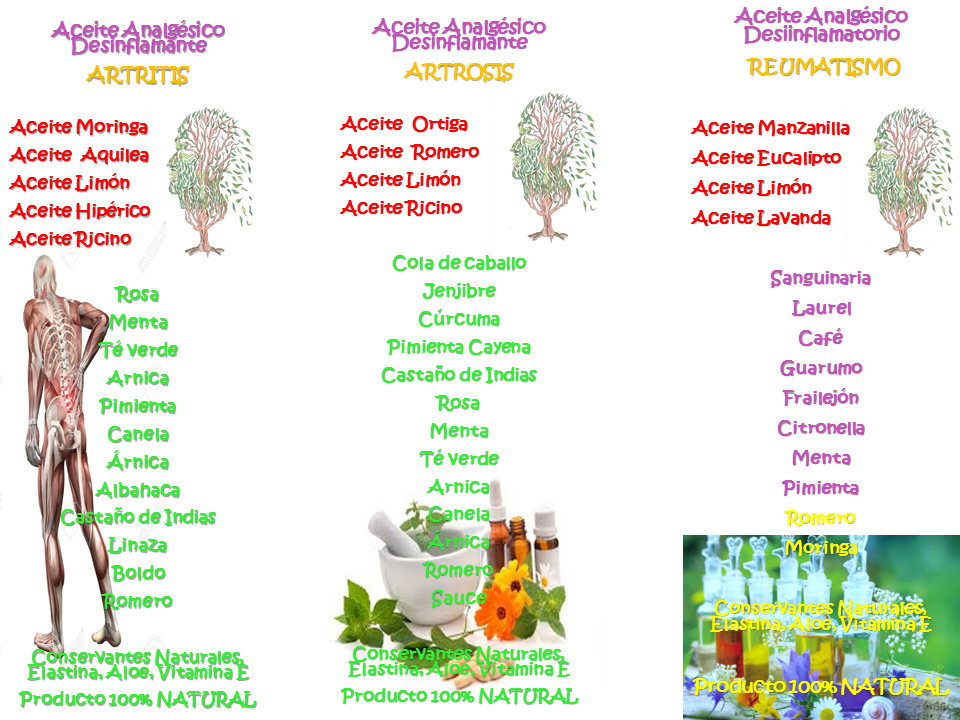 Aceite Analgésico
Desinflamante
ARTRITIS
Aceite Moringa
Aceite Aquilea
Aceite Limón
Aceite Hipérico
Aceite Ricino
Rosa
Menta
Té verde
Arnica
Pimienta
Canela
Árnica
Albahaca
Castaño de Indias
Linaza
Boldo
Romero
Conservantes Naturales,
Elastina, Aloe, Vitamina E
Producto 100% NATURAL
Aceite Analgésico
Desinflamante
ARTROSIS
Aceite Ortiga
Aceite Romero
Aceite Limón
Aceite Ricino
Cola de caballo
Jenjibre
Cúrcuma
Pimienta Cayena
Castaño de Indias
Rosa
Menta
Té verde
Arnica
Canela
Árnica
Romero
Sauce
Conservantes Naturales,
Elastina, Aloe, Vitamina E
Producto 100% NATURAL
Aceite Analgésico
Desiinflamatorio
REUMATISMO
Aceite Manzanilla
Aceite Eucalipto
Aceite Limón
Aceite Lavanda
Sanguinaria
Laurel
Café
Guarumo
Frailejón
Citronella
Menta
Pimienta
Romero
Moringa
Conservantes Naturales,
Elastina, Aloe, Vitamina E
Producto 100% NATURAL